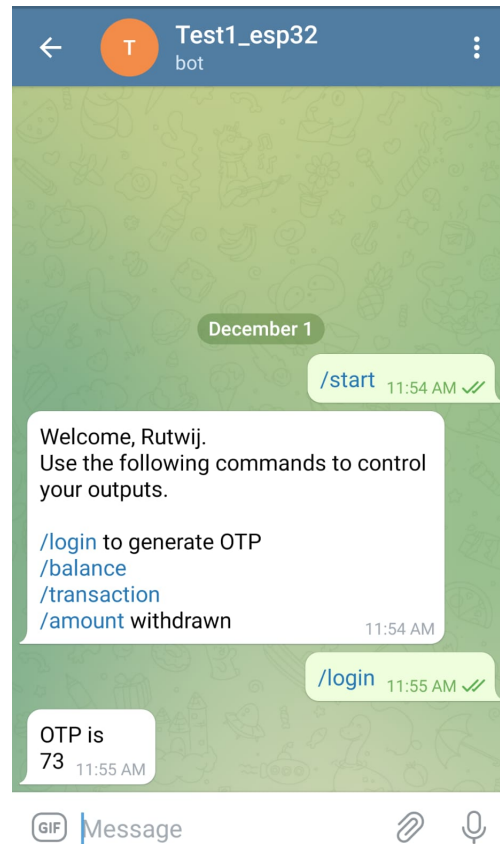 T
Test1_esp32
bot
December 1
/start 11:54 AM
Welcome, Rutwij.
Use the following commands to control
your outputs.
/login to generate OTP
/balance
/transaction
/amount withdrawn
11:54 AM
/login 11:55 AM
OTP is
73 11:55 AM
GIF Message